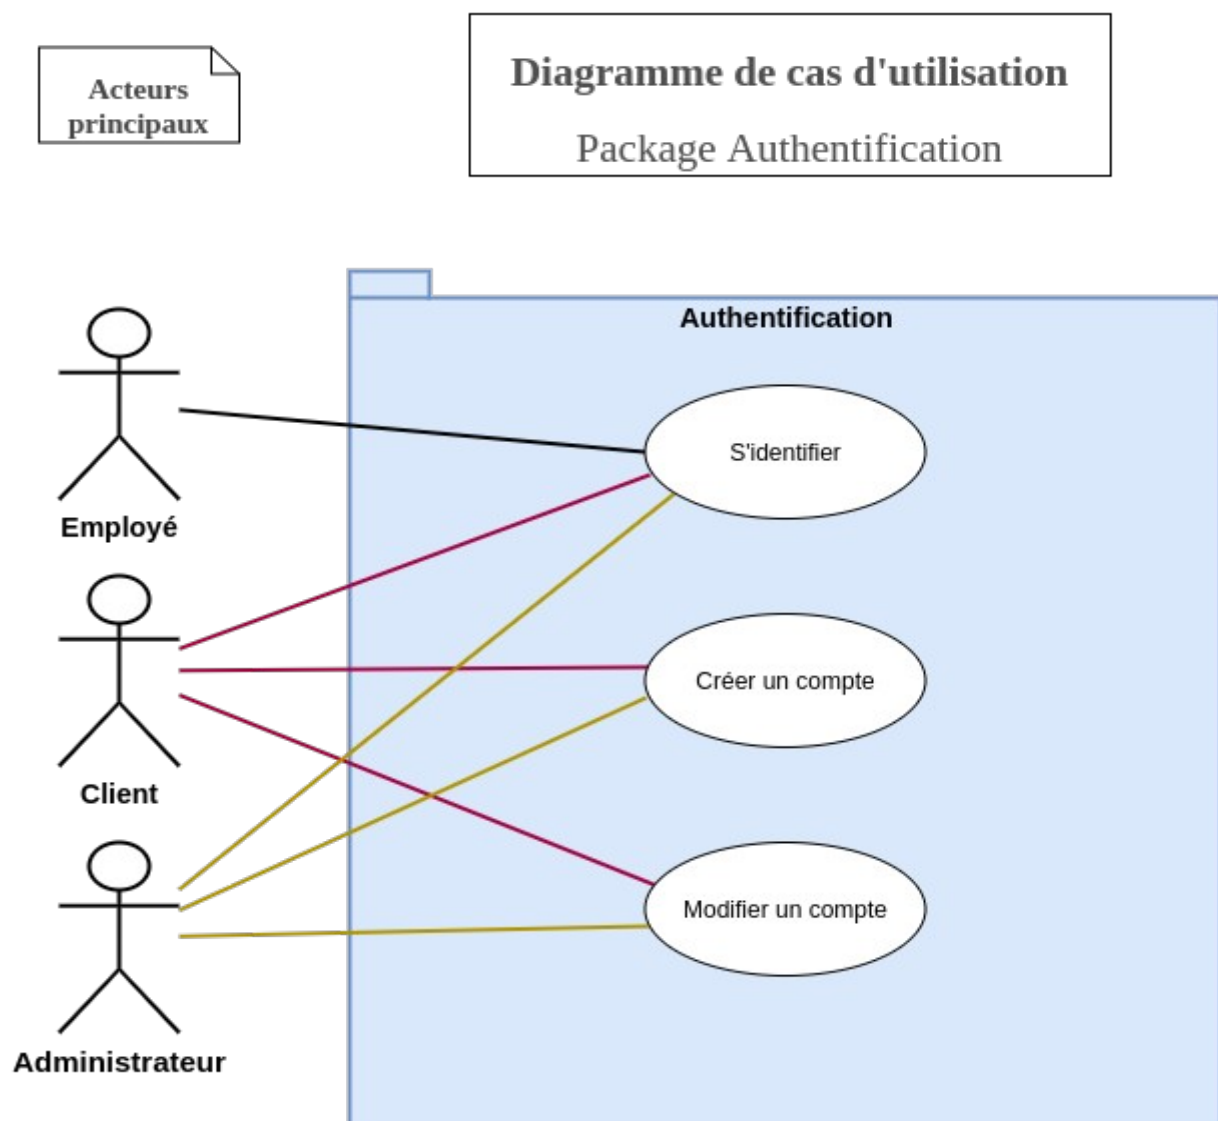 Acteurs
principaux
Diagramme de cas d'utilisation
Package Authentification
Authentification
S'identifier
Employé
Créer un compte
Client
Modifier un compte
Administrateur